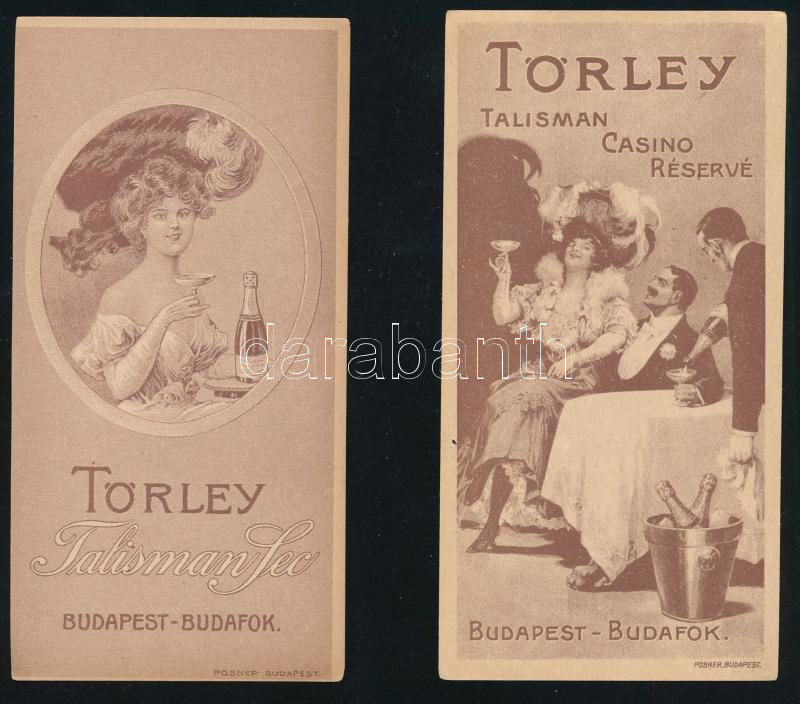 TÖRLEY
Talisman Sec
BUDAPEST-BUDAFOK.
POSNER BUDAPEST.
TÖRLEY
TALISMAN
CASINO
RÉSERVÉ
BUDAPEST-BUDAFOK.
POSNER, BUDAPEST.
darabanth